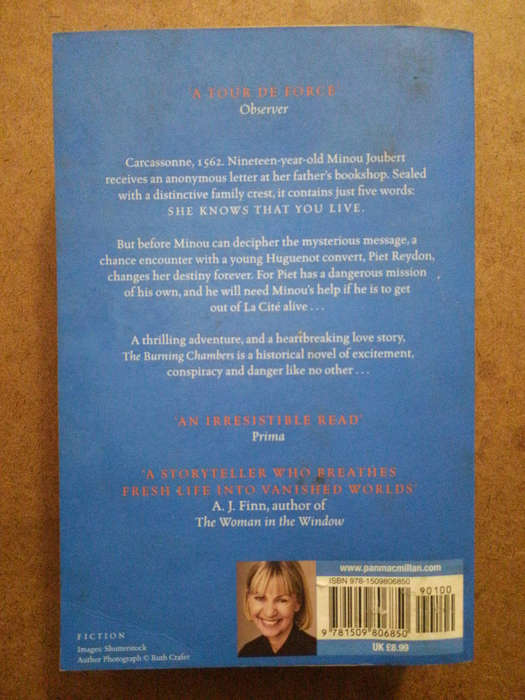 'A TOUR DE FORCE'
Observer
Carcassonne, 1562. Nineteen-year-old Minou Joubert
receives an anonymous letter at her father's bookshop. Sealed
with a distinctive family crest, it contains just five words:
SHE KNOWS THAT YOU LIVE.
But before Minou can decipher the mysterious message, a
chance encounter with a young Huguenot convert, Piet Reydon,
changes her destiny forever. For Piet has a dangerous mission
of his own, and he will need Minou's help if he is to get
out of La Cité alive . . .
A thrilling adventure, and a heartbreaking love story,
The Burning Chambers is a historical novel of excitement,
conspiracy and danger like no other . . .
'AN IRRESISTIBLE READ'
Prima
'A STORYTELLER WHO BREATHES
FRESH LIFE INTO VANISHED WORLDS'
A. J. Finn, author of
The Woman in the Window
www.panmacmillan.com
ISBN 978-1509806850
90100
9 781509 806850
UK £8.99
FICTION
Images: Shutterstock
Author Photograph © Ruth Crafer